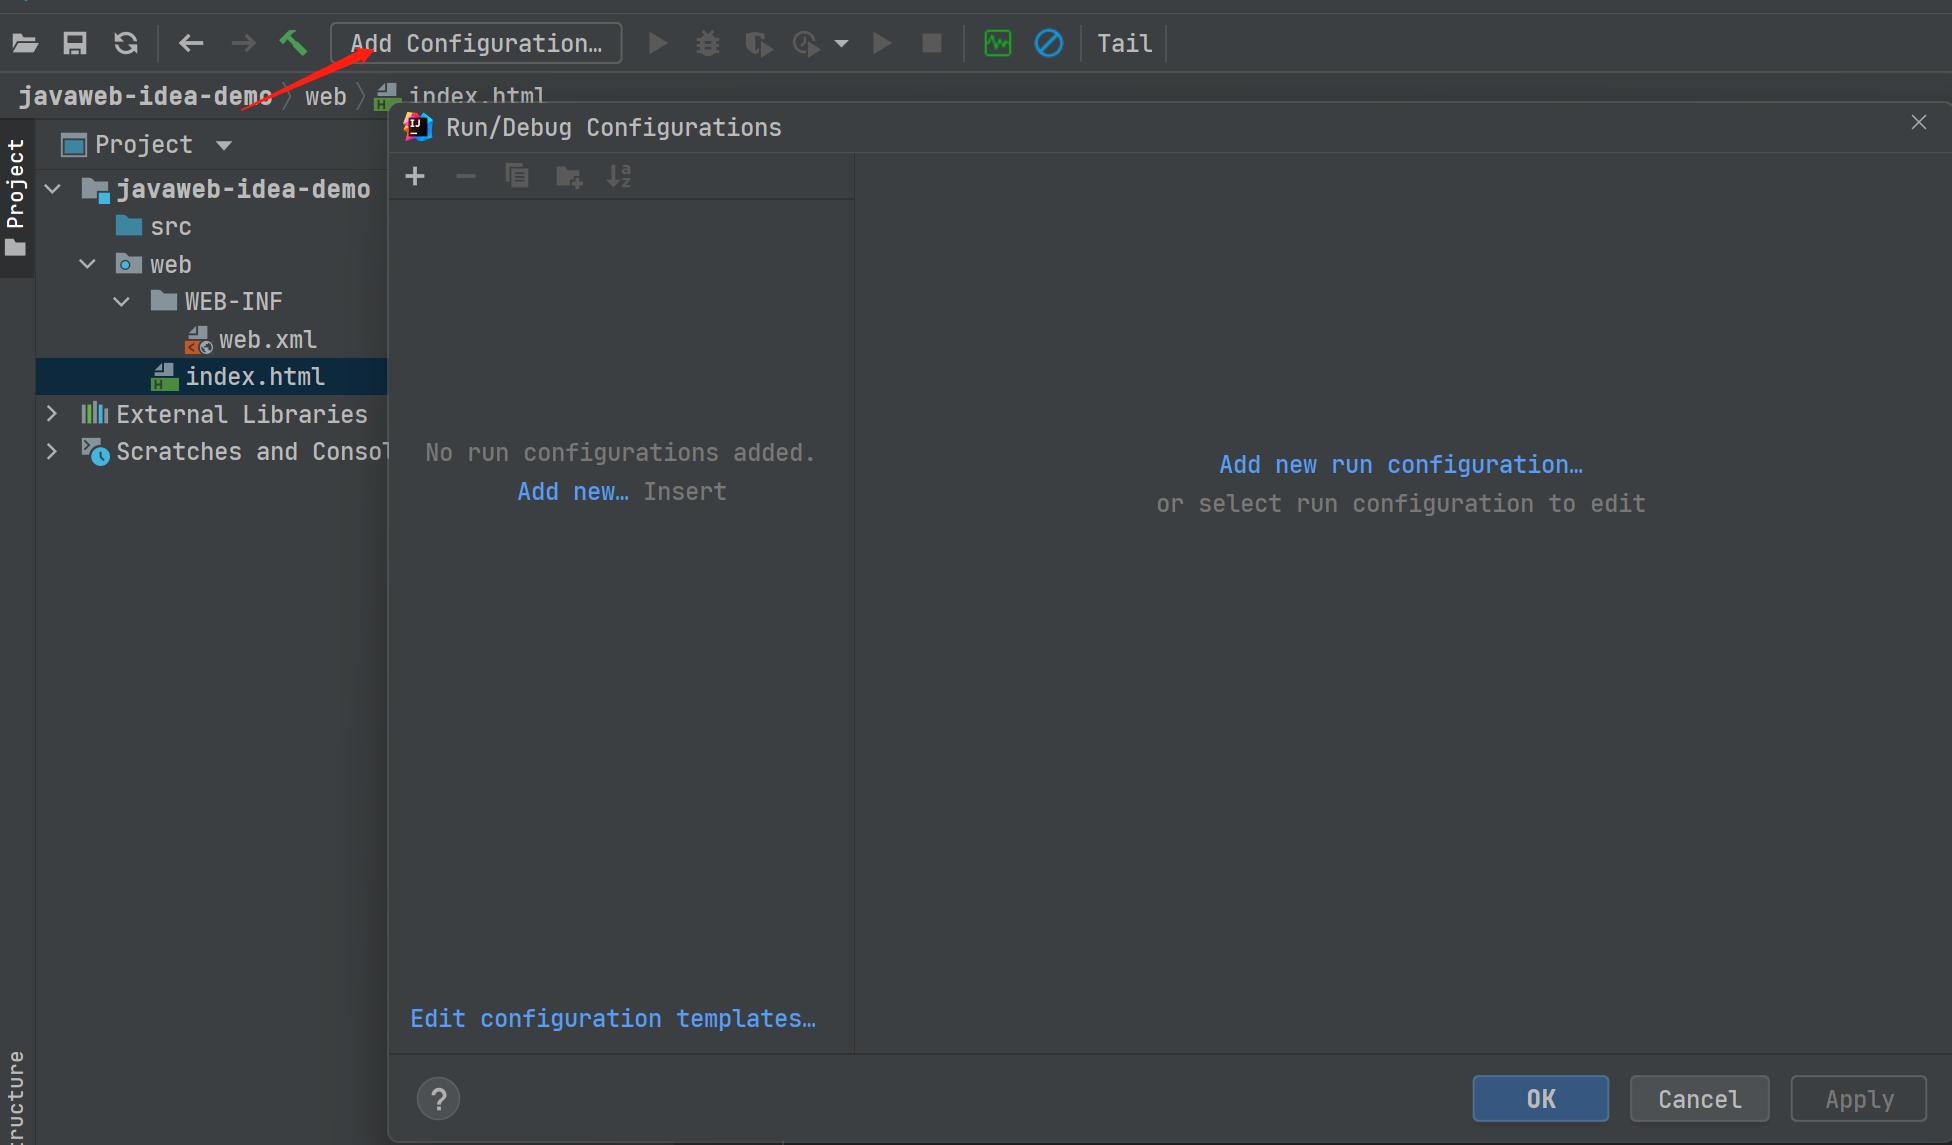 Add Configuration…
Tail
javaweb-idea-demo
web
index.html
Run/Debug Configurations
Project
Project
javaweb-idea-demo
src
web
WEB-INF
web.xml
index.html
External Libraries
Scratches and Consol
No run configurations added.
Add new… Insert
Add new run configuration…
or select run configuration to edit
Edit configuration templates…
ructure
?
OK
Cancel
Apply